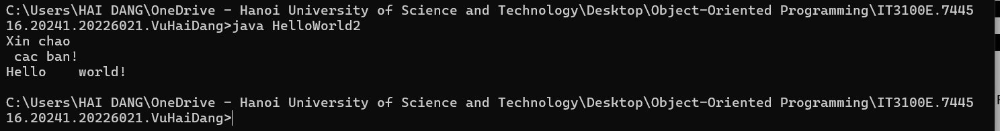 C:\Users\HAI DANG\OneDrive - Hanoi University of Science and Technology\Desktop\Object-Oriented Programming\IT3100E.7445
16.20241.20226021.VuHaiDang>java HelloWorld2
Xin chao
 cac ban!
Hello    world!

C:\Users\HAI DANG\OneDrive - Hanoi University of Science and Technology\Desktop\Object-Oriented Programming\IT3100E.7445
16.20241.20226021.VuHaiDang>